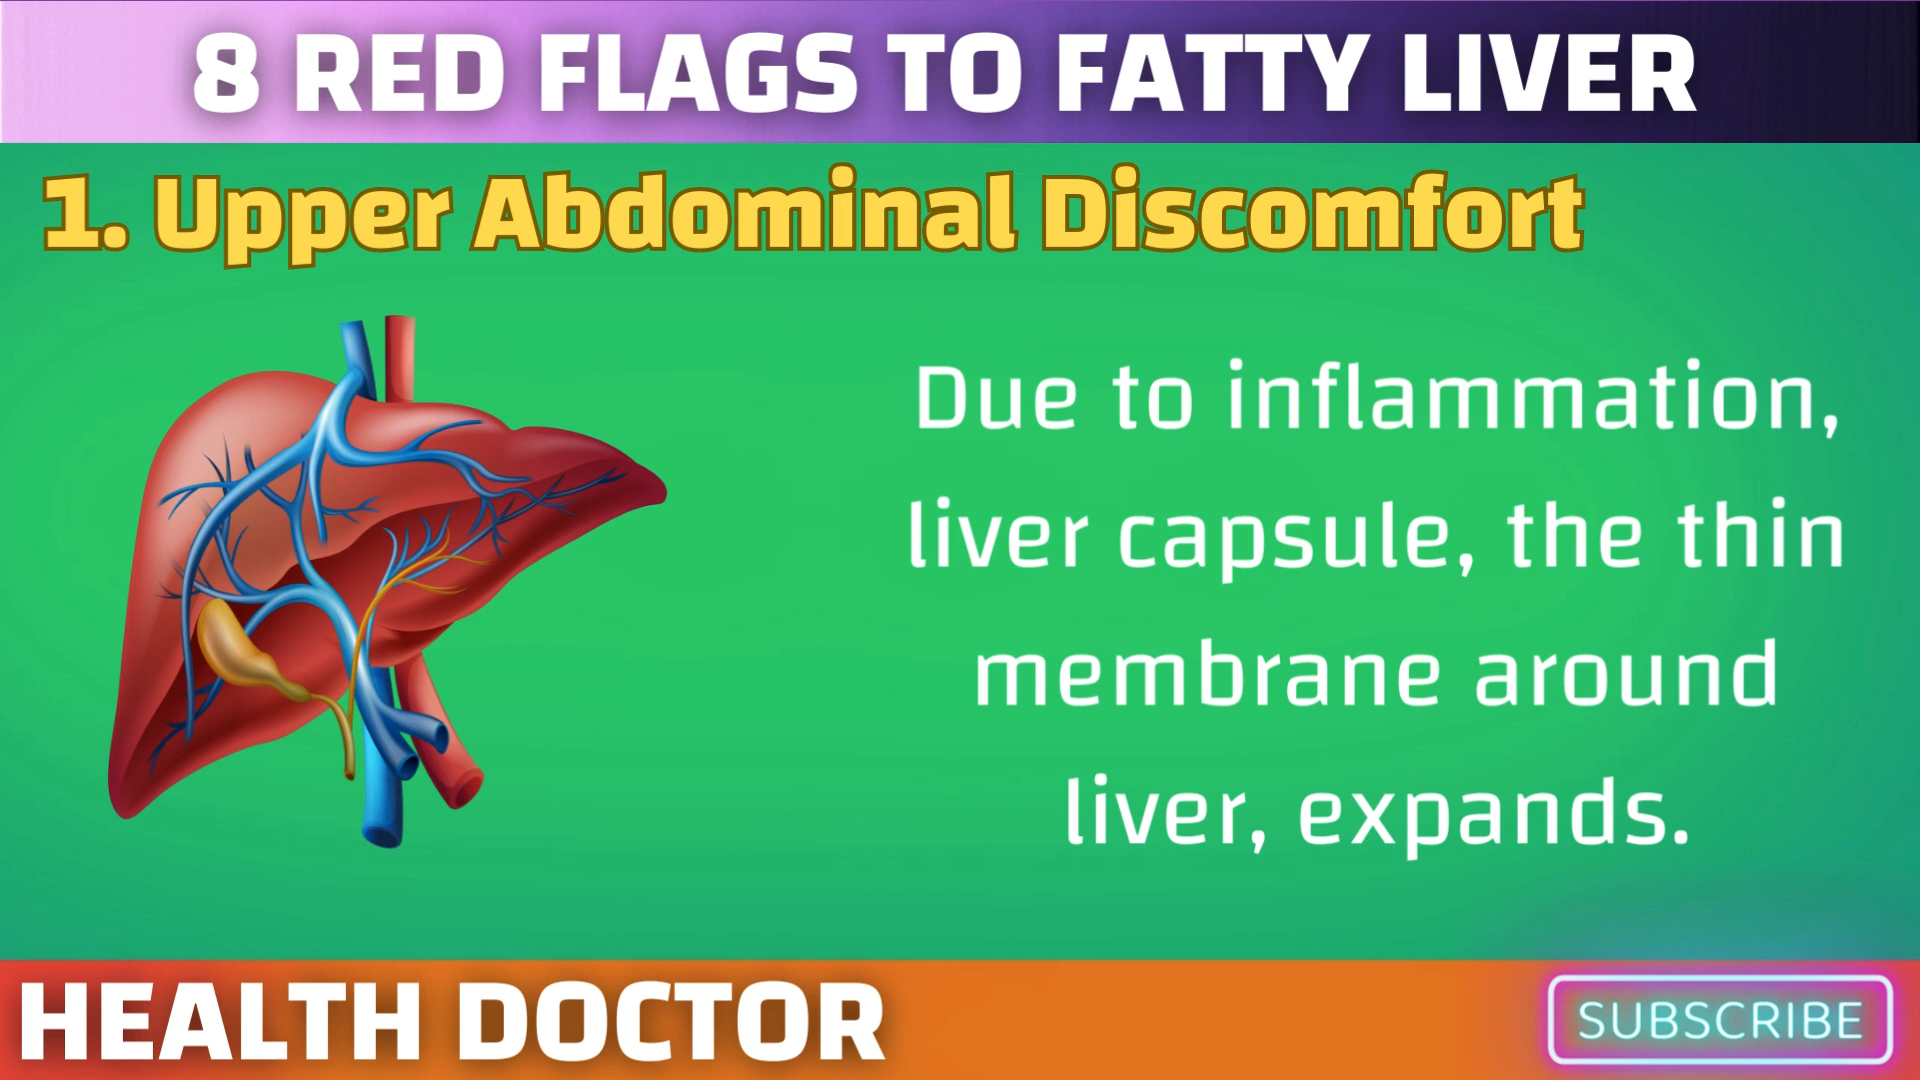 8 RED FLAGS TO FATTY LIVER
1. Upper Abdominal Discomfort
Due to inflammation,
liver capsule, the thin
membrane around
liver, expands.
HEALTH DOCTOR
SUBSCRIBE